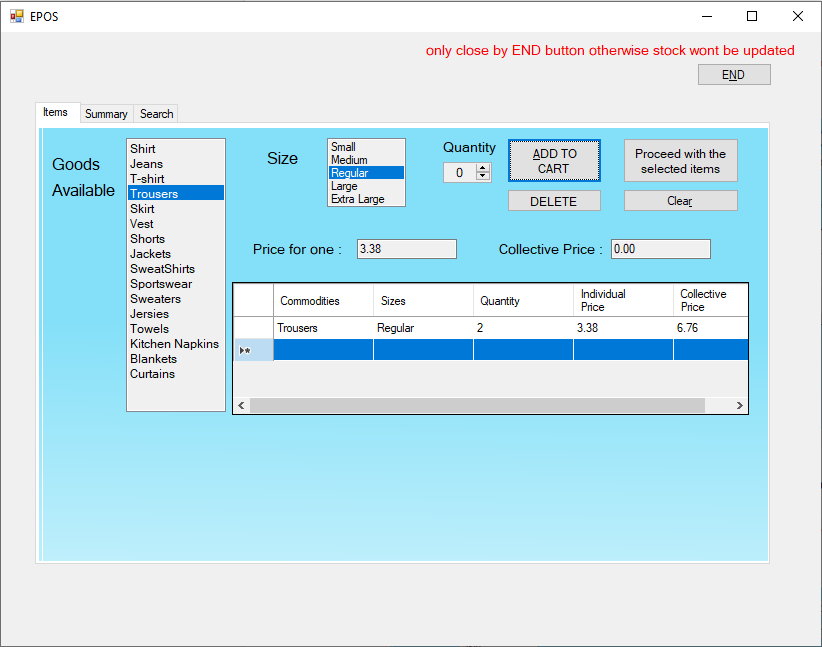 EPOS
only close by END button otherwise stock wont be updated
END
Items Summary Search
Goods
Available
Shirt
Jeans
T-shirt
Trousers
Skirt
Vest
Shorts
Jackets
SweatShirts
Sportswear
Sweaters
Jersies
Towels
Kitchen Napkins
Blankets
Curtains
Size
Small
Medium
Regular
Large
Extra Large
Quantity
0
ADD TO
CART
DELETE
Proceed with the
selected items
Clear
Price for one : 3.38
Collective Price : 0.00
Commodities Sizes Quantity Individual Price Collective Price
Trousers Regular 2 3.38 6.76